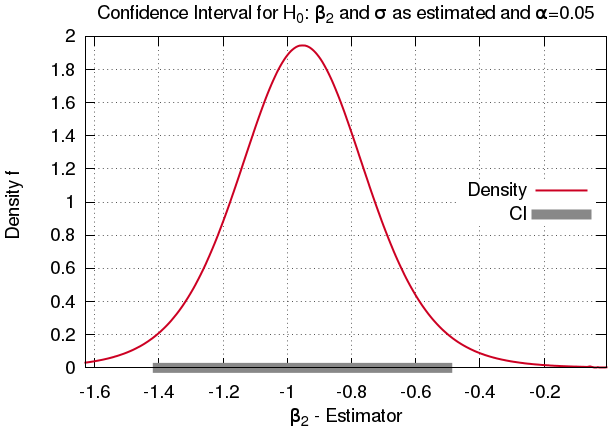 Confidence Interval for H₀: β₂ and σ as estimated and α=0.05
2
1.8
1.6
1.4
1.2
1
0.8
0.6
0.4
0.2
0
Density f
Density
CI
-1.6 -1.4 -1.2 -1 -0.8 -0.6 -0.4 -0.2
β₂ - Estimator